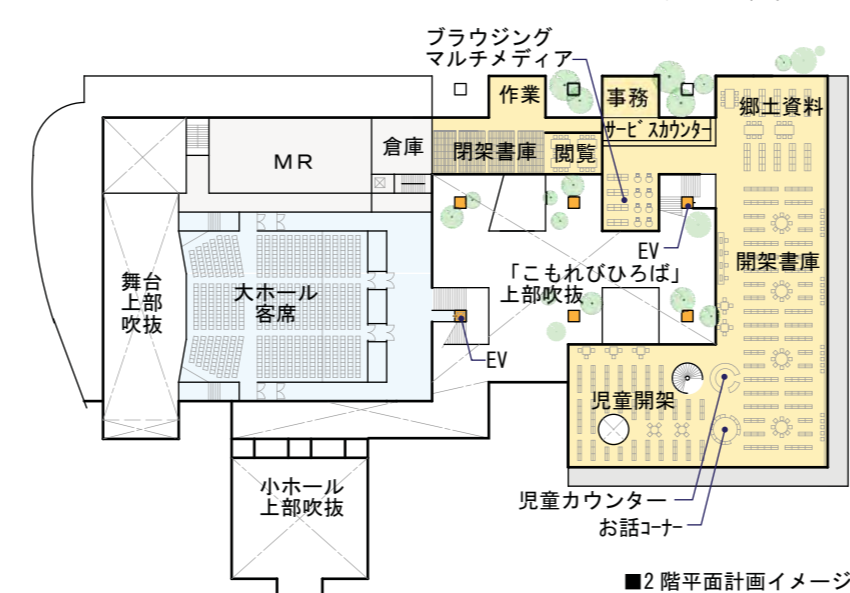 ブラウジング
マルチメディア
作業
事務
サービスカウンター
郷土資料
MR
倉庫
閉架書庫
閲覧
EV
開架書庫
舞台
上部
吹抜
大ホール
客席
「こもれびひろば」
上部吹抜
EV
児童開架
小ホール
上部吹抜
児童カウンター
お話コーナー
■2階平面計画イメージ